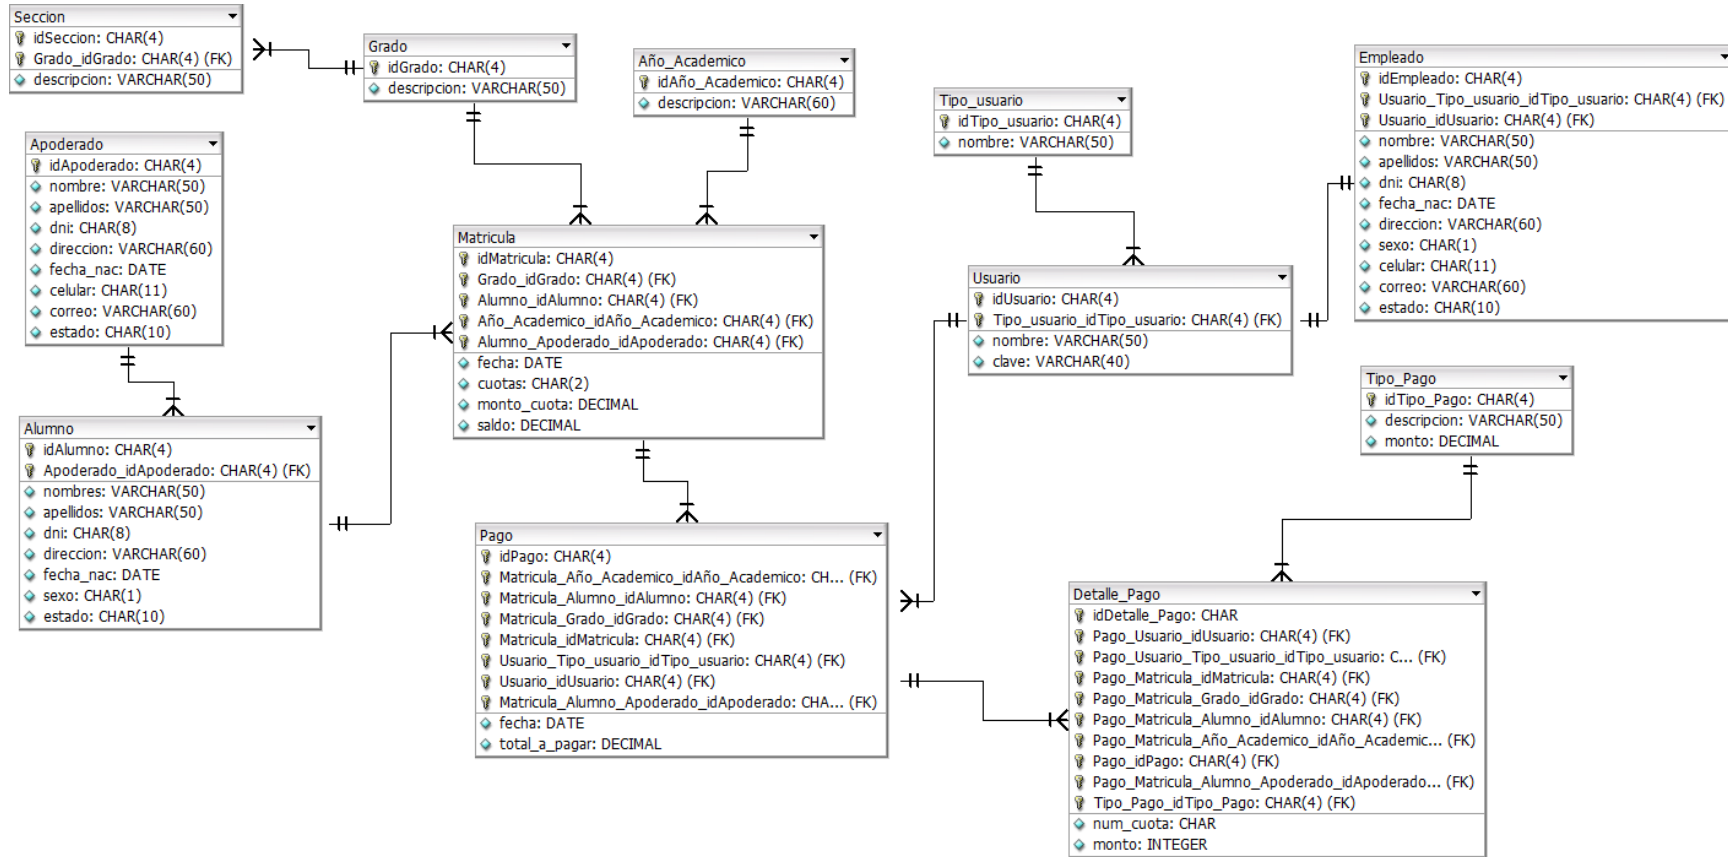 Seccion
idSeccion: CHAR(4)
Grado_idGrado: CHAR(4) (FK)
descripcion: VARCHAR(50)
Grado
idGrado: CHAR(4)
descripcion: VARCHAR(50)
Año_Academico
idAño_Academico: CHAR(4)
descripcion: VARCHAR(60)
Tipo_usuario
idTipo_usuario: CHAR(4)
nombre: VARCHAR(50)
Empleado
idEmpleado: CHAR(4)
Usuario_Tipo_usuario_idTipo_usuario: CHAR(4) (FK)
Usuario_idUsuario: CHAR(4) (FK)
nombre: VARCHAR(50)
apellidos: VARCHAR(50)
dni: CHAR(8)
fecha_nac: DATE
direccion: VARCHAR(60)
sexo: CHAR(1)
celular: CHAR(11)
correo: VARCHAR(60)
estado: CHAR(10)
Apoderado
idApoderado: CHAR(4)
nombre: VARCHAR(50)
apellidos: VARCHAR(50)
dni: CHAR(8)
direccion: VARCHAR(60)
fecha_nac: DATE
celular: CHAR(11)
correo: VARCHAR(60)
estado: CHAR(10)
Matricula
idMatricula: CHAR(4)
Grado_idGrado: CHAR(4) (FK)
Alumno_idAlumno: CHAR(4) (FK)
Año_Academico_idAño_Academico: CHAR(4) (FK)
Alumno_Apoderado_idApoderado: CHAR(4) (FK)
fecha: DATE
cuotas: CHAR(2)
monto_cuota: DECIMAL
saldo: DECIMAL
Usuario
idUsuario: CHAR(4)
Tipo_usuario_idTipo_usuario: CHAR(4) (FK)
nombre: VARCHAR(50)
clave: VARCHAR(40)
Tipo_Pago
idTipo_Pago: CHAR(4)
descripcion: VARCHAR(50)
monto: DECIMAL
Alumno
idAlumno: CHAR(4)
Apoderado_idApoderado: CHAR(4) (FK)
nombres: VARCHAR(50)
apellidos: VARCHAR(50)
dni: CHAR(8)
direccion: VARCHAR(60)
fecha_nac: DATE
sexo: CHAR(1)
estado: CHAR(10)
Pago
idPago: CHAR(4)
Matricula_Año_Academico_idAño_Academico: CH... (FK)
Matricula_Alumno_idAlumno: CHAR(4) (FK)
Matricula_Grado_idGrado: CHAR(4) (FK)
Matricula_idMatricula: CHAR(4) (FK)
Usuario_Tipo_usuario_idTipo_usuario: CHAR(4) (FK)
Usuario_idUsuario: CHAR(4) (FK)
Matricula_Alumno_Apoderado_idApoderado: CHA... (FK)
fecha: DATE
total_a_pagar: DECIMAL
Detalle_Pago
idDetalle_Pago: CHAR
Pago_Usuario_idUsuario: CHAR(4) (FK)
Pago_Usuario_Tipo_usuario_idTipo_usuario: C... (FK)
Pago_Matricula_idMatricula: CHAR(4) (FK)
Pago_Matricula_Grado_idGrado: CHAR(4) (FK)
Pago_Matricula_Alumno_idAlumno: CHAR(4) (FK)
Pago_Matricula_Año_Academico_idAño_Academic... (FK)
Pago_idPago: CHAR(4) (FK)
Pago_Matricula_Alumno_Apoderado_idApoderado... (FK)
Tipo_Pago_idTipo_Pago: CHAR(4) (FK)
num_cuota: CHAR
monto: INTEGER